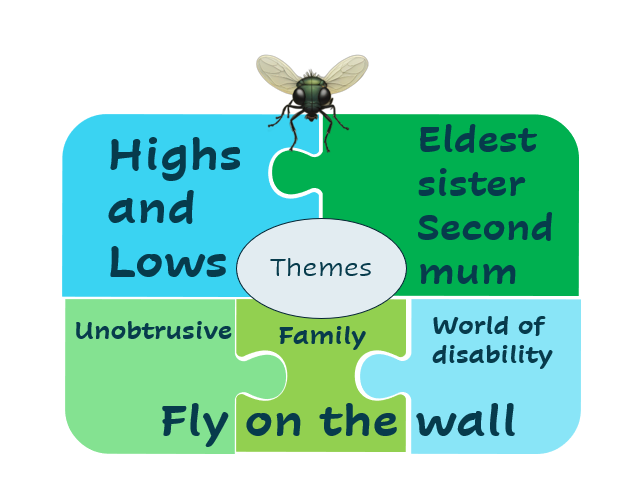 Highs
and
Lows
Eldest
sister
Second
mum
Themes
Unobtrusive
Family
World of
disability
Fly on the wall